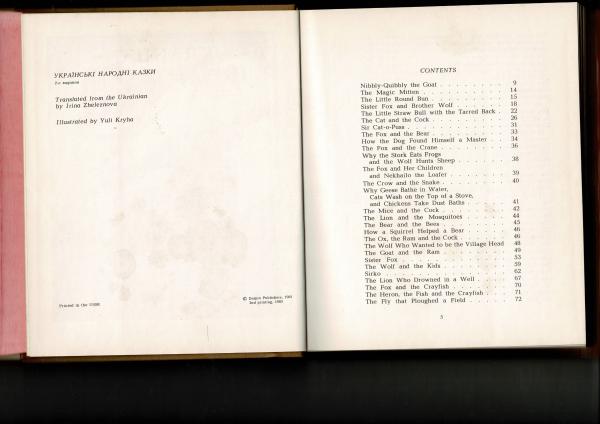 УКРАЇНСЬКІ НАРОДНІ КАЗКИ
Translated from the Ukrainian
by Irina Zheleznova
Illustrated by Yuli Kryha
Printed in the USSR
© Dnipro Publishers,
2nd printing,
CONTENTS
Nibbly-Quibbly the Goat . . . . . . . . . 9
The Magic Mitten . . . . . . . . . . 14
The Little Round Bun . . . . . . . . . 15
Sister Fox and Brother Wolf . . . . . . . 18
The Little Straw Bull with the Tarred Back . . 22
The Cat and the Cock . . . . . . . . . 26
Sir Cat-o-Puss . . . . . . . . . . . 31
The Fox and the Bear . . . . . . . . . 33
How the Dog Found Himself a Master . . . . 34
The Fox and the Crane . . . . . . . . . 36
Why the Stork Eats Frogs
and the Wolf Hunts Sheep . . . . . . . 38
The Fox and Her Children
and Nekhailo the Loafer . . . . . . . . 39
The Crow and the Snake . . . . . . . . 40
Why Geese Bathe in Water,
Cats Wash on the Top of a Stove,
and Chickens Take Dust Baths . . . . . . 41
The Mice and the Cock . . . . . . . . . 42
The Lion and the Mosquitoes . . . . . . . 44
The Bear and the Bees . . . . . . . . . 45
How a Squirrel Helped a Bear . . . . . . 46
The Ox, the Ram and the Cock . . . . . . 46
The Wolf Who Wanted to be the Village Head 48
The Goat and the Ram . . . . . . . . . 49
Sister Fox . . . . . . . . . . . . 53
The Wolf and the Kids . . . . . . . . . 59
Sirko . . . . . . . . . . . . . . 62
The Lion Who Drowned in a Well . . . . . 67
The Fox and the Crayfish . . . . . . . . 70
The Heron, the Fish and the Crayfish . . . 71
The Fly that Ploughed a Field . . . . . . 72
5